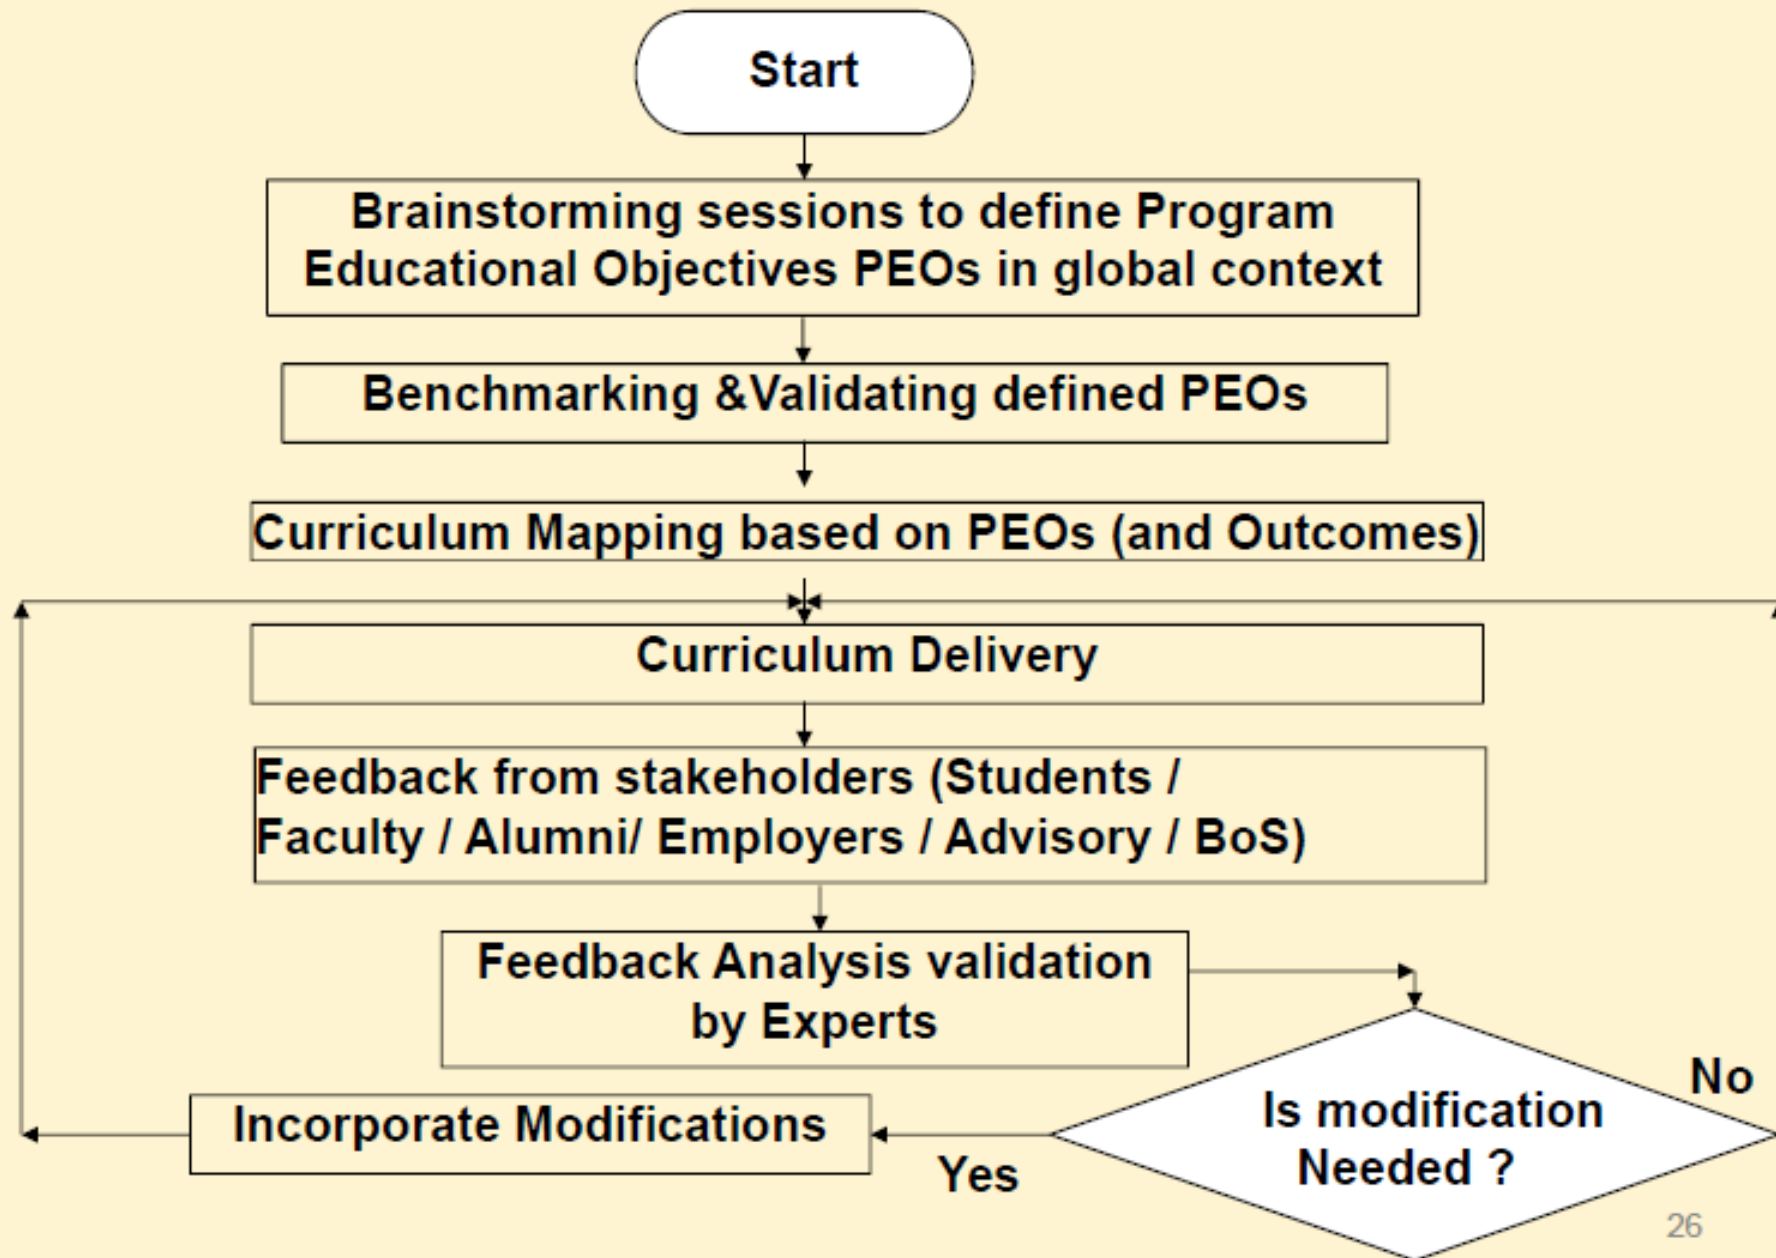 Start
Brainstorming sessions to define Program
Educational Objectives PEOs in global context
Benchmarking &Validating defined PEOs
Curriculum Mapping based on PEOs (and Outcomes)
Curriculum Delivery
Feedback from stakeholders (Students /
Faculty / Alumni/ Employers / Advisory / BoS)
Feedback Analysis validation
by Experts
Is modification
Needed ?
No
Yes
Incorporate Modifications
26